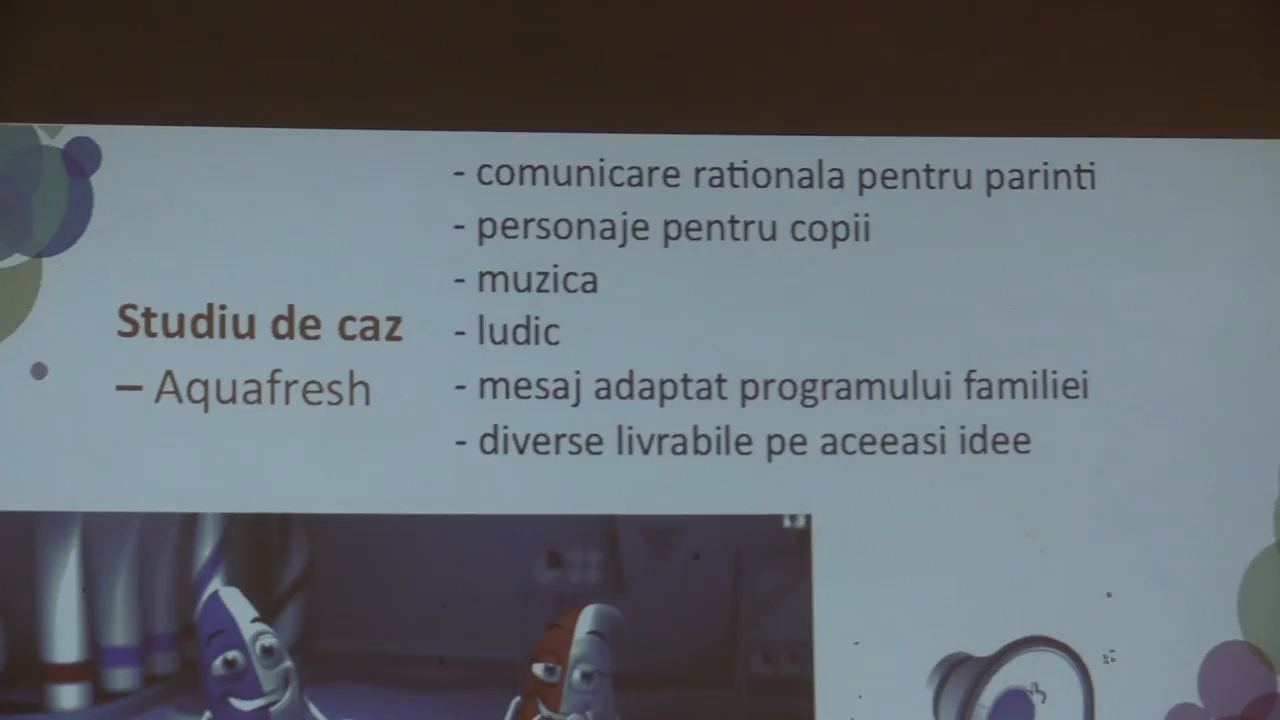 Studiu de caz
– Aquafresh
- comunicare rationala pentru parinti
- personaje pentru copii
- muzica
- ludic
- mesaj adaptat programului familiei
- diverse livrabile pe aceeasi idee